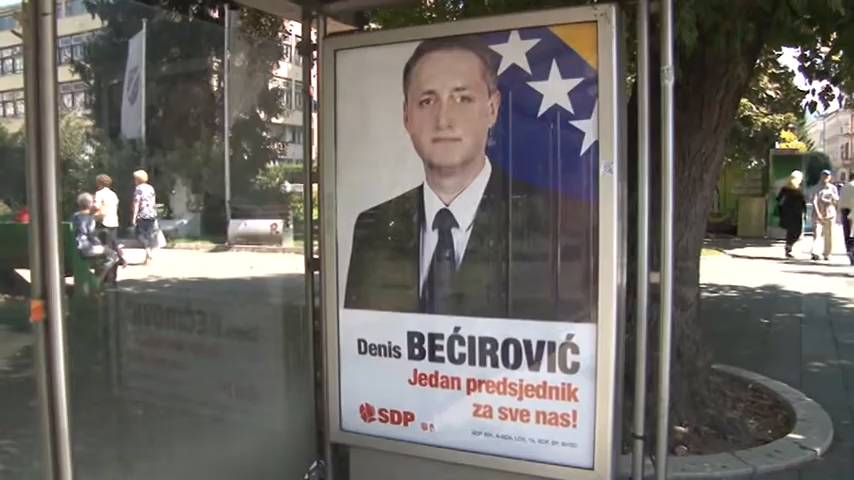 Denis BEĆIROVIĆ
Jedan predsjednik
za sve nas!
SDP